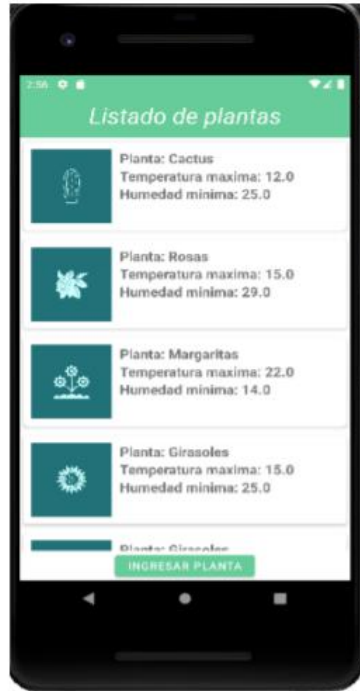 2:56
Listado de plantas
Planta: Cactus
Temperatura maxima: 12.0
Humedad minima: 25.0
Planta: Rosas
Temperatura maxima: 15.0
Humedad minima: 29.0
Planta: Margaritas
Temperatura maxima: 22.0
Humedad minima: 14.0
Planta: Girasoles
Temperatura maxima: 15.0
Humedad minima: 25.0
Planta: Girasoles
INGRESAR PLANTA